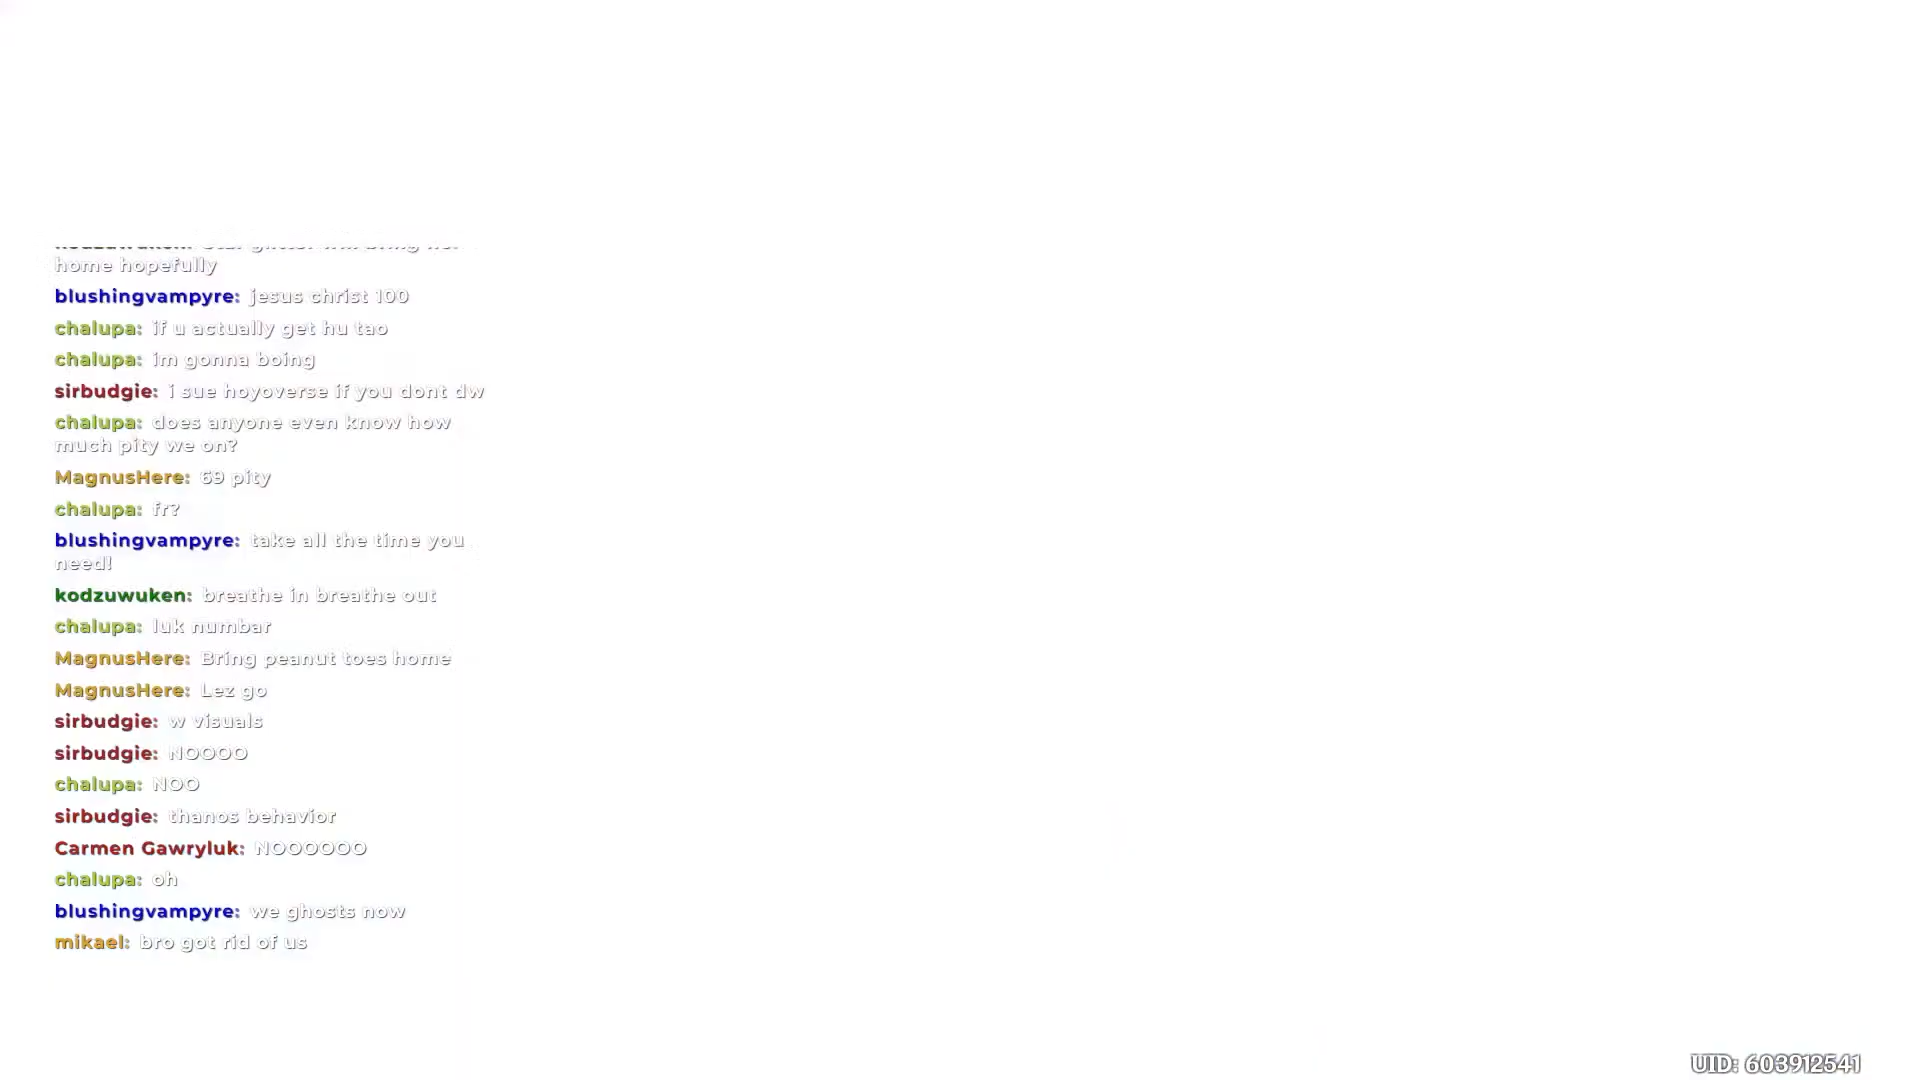 home hopefully
blushingvampyre: jesus christ 100
chalupa: if u actually get hu tao
chalupa: im gonna boing
sirbudgie: i sue hoyoverse if you dont dw
chalupa: does anyone even know how
much pity we on?
MagnusHere: 69 pity
chalupa: fr?
blushingvampyre: take all the time you
need!
kodzuwuken: breathe in breathe out
chalupa: luk numbar
MagnusHere: Bring peanut toes home
MagnusHere: Lez go
sirbudgie: w visuals
sirbudgie: NOOOO
chalupa: NOO
sirbudgie: thanos behavior
Carmen Gawryluk: NOOOOOO
chalupa: oh
blushingvampyre: we ghosts now
mikael: bro got rid of us
UID: 603912541